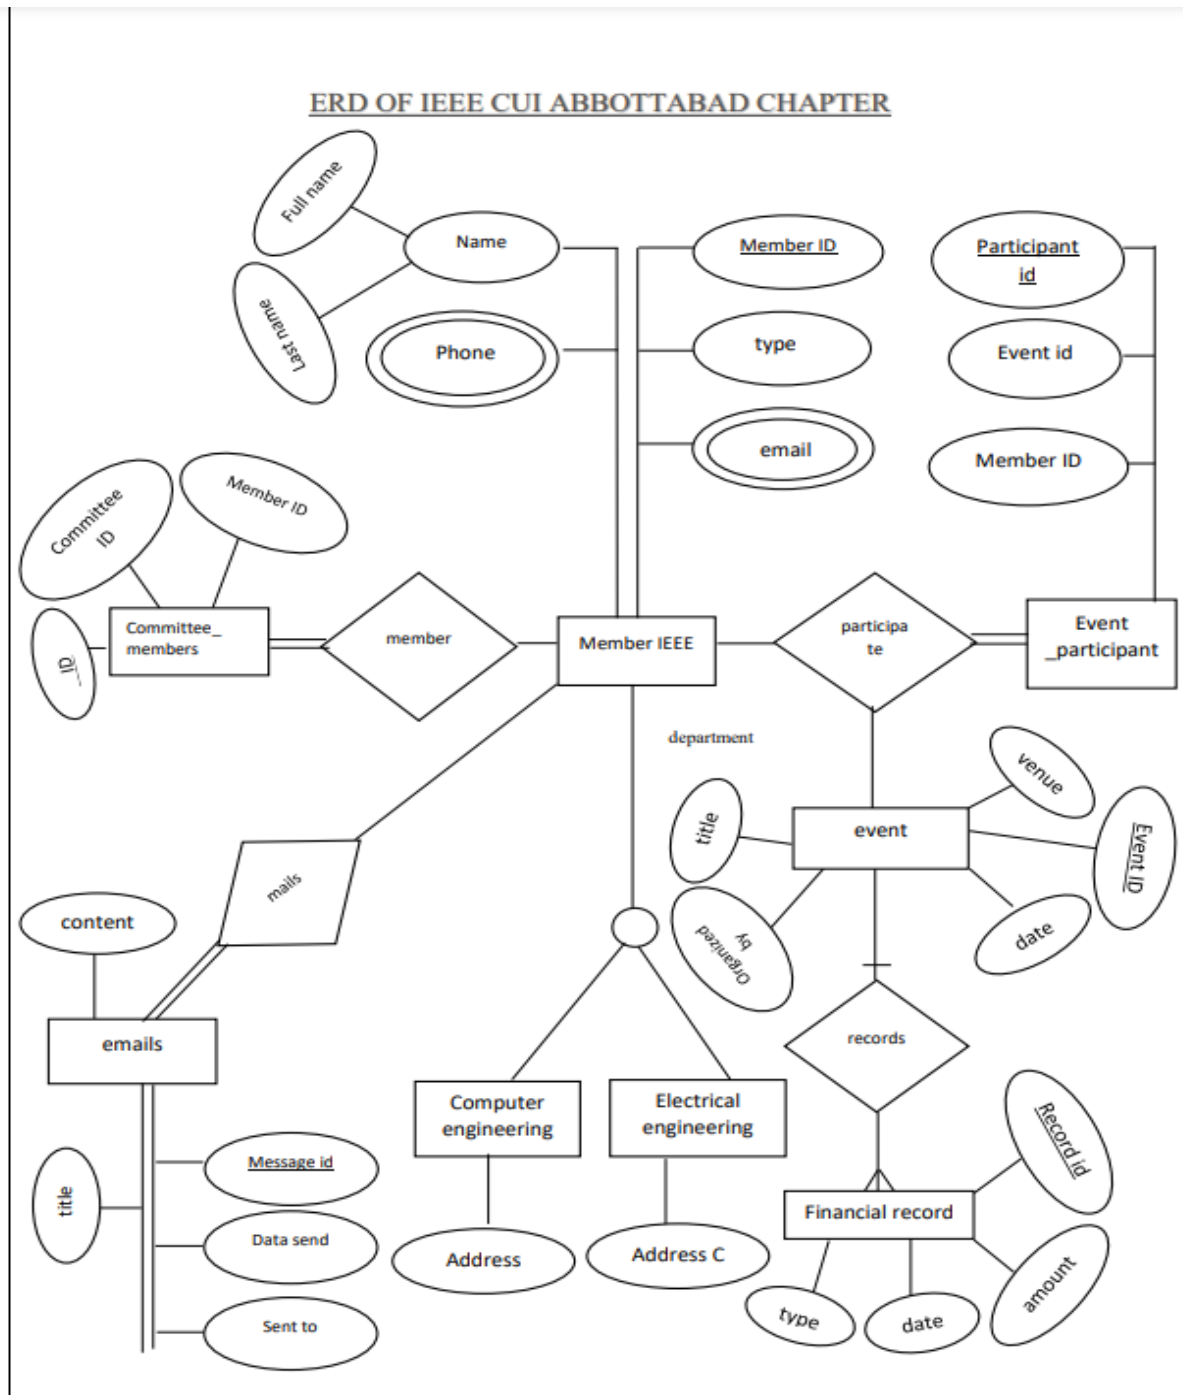 ERD OF IEEE CUI ABBOTTABAD CHAPTER
Full name
Name
Last name
Phone
Member ID
type
email
Participant
id
Event id
Member ID
Committee
ID
Member ID
Committee_
members
member
Member IEEE
participa
te
Event
_participant
department
venue
title
event
Event ID
Organized
by
date
mails
content
emails
records
Computer
engineering
Electrical
engineering
Record id
title
Message id
Data send
Sent to
Address
Address C
Financial record
type
date
amount